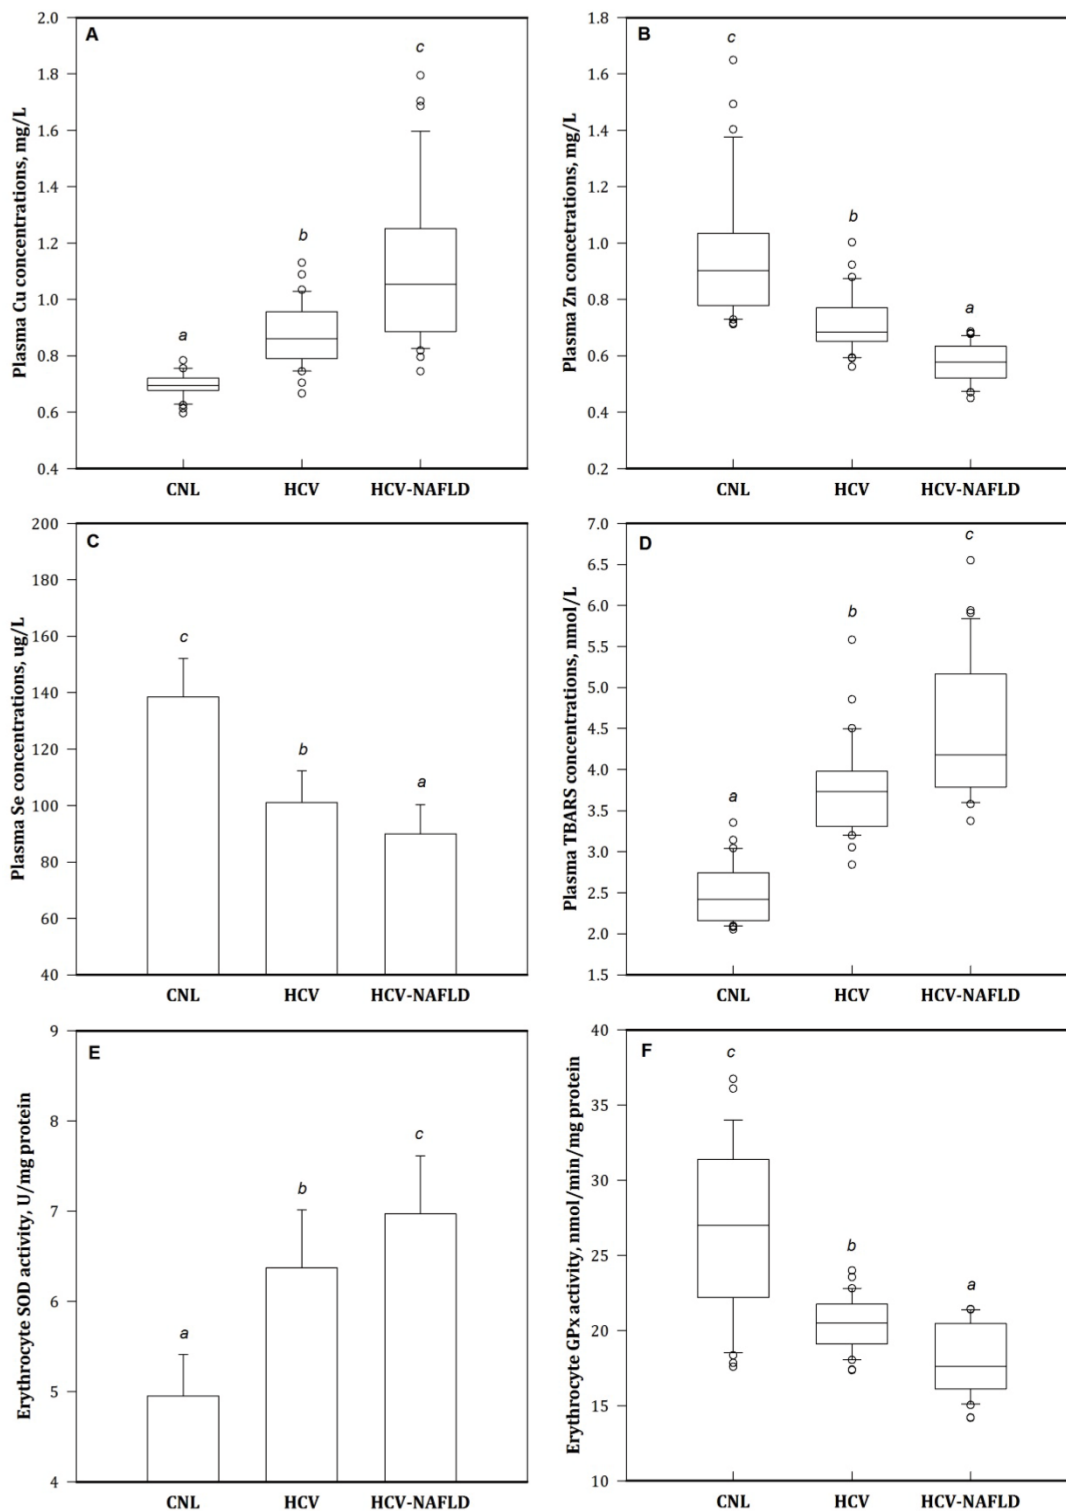 A
Plasma Cu concentrations, mg/L
2.0
1.8
1.6
1.4
1.2
1.0
0.8
0.6
0.4
a
b
c
CNL HCV HCV-NAFLD
B
Plasma Zn concetrations, mg/L
1.8
1.6
1.4
1.2
1.0
0.8
0.6
0.4
0.2
c
b
a
CNL HCV HCV-NAFLD
C
Plasma Se concentrations, ug/L
200
180
160
140
120
100
80
60
40
c
b
a
CNL HCV HCV-NAFLD
D
Plasma TBARS concentrations, nmol/L
7.0
6.5
6.0
5.5
5.0
4.5
4.0
3.5
3.0
2.5
2.0
1.5
a
b
c
CNL HCV HCV-NAFLD
E
Erythrocyte SOD activity, U/mg protein
9
8
7
6
5
4
a
b
c
CNL HCV HCV-NAFLD
F
Erythrocyte GPx activity, nmol/min/mg protein
40
35
30
25
20
15
10
c
b
a
CNL HCV HCV-NAFLD